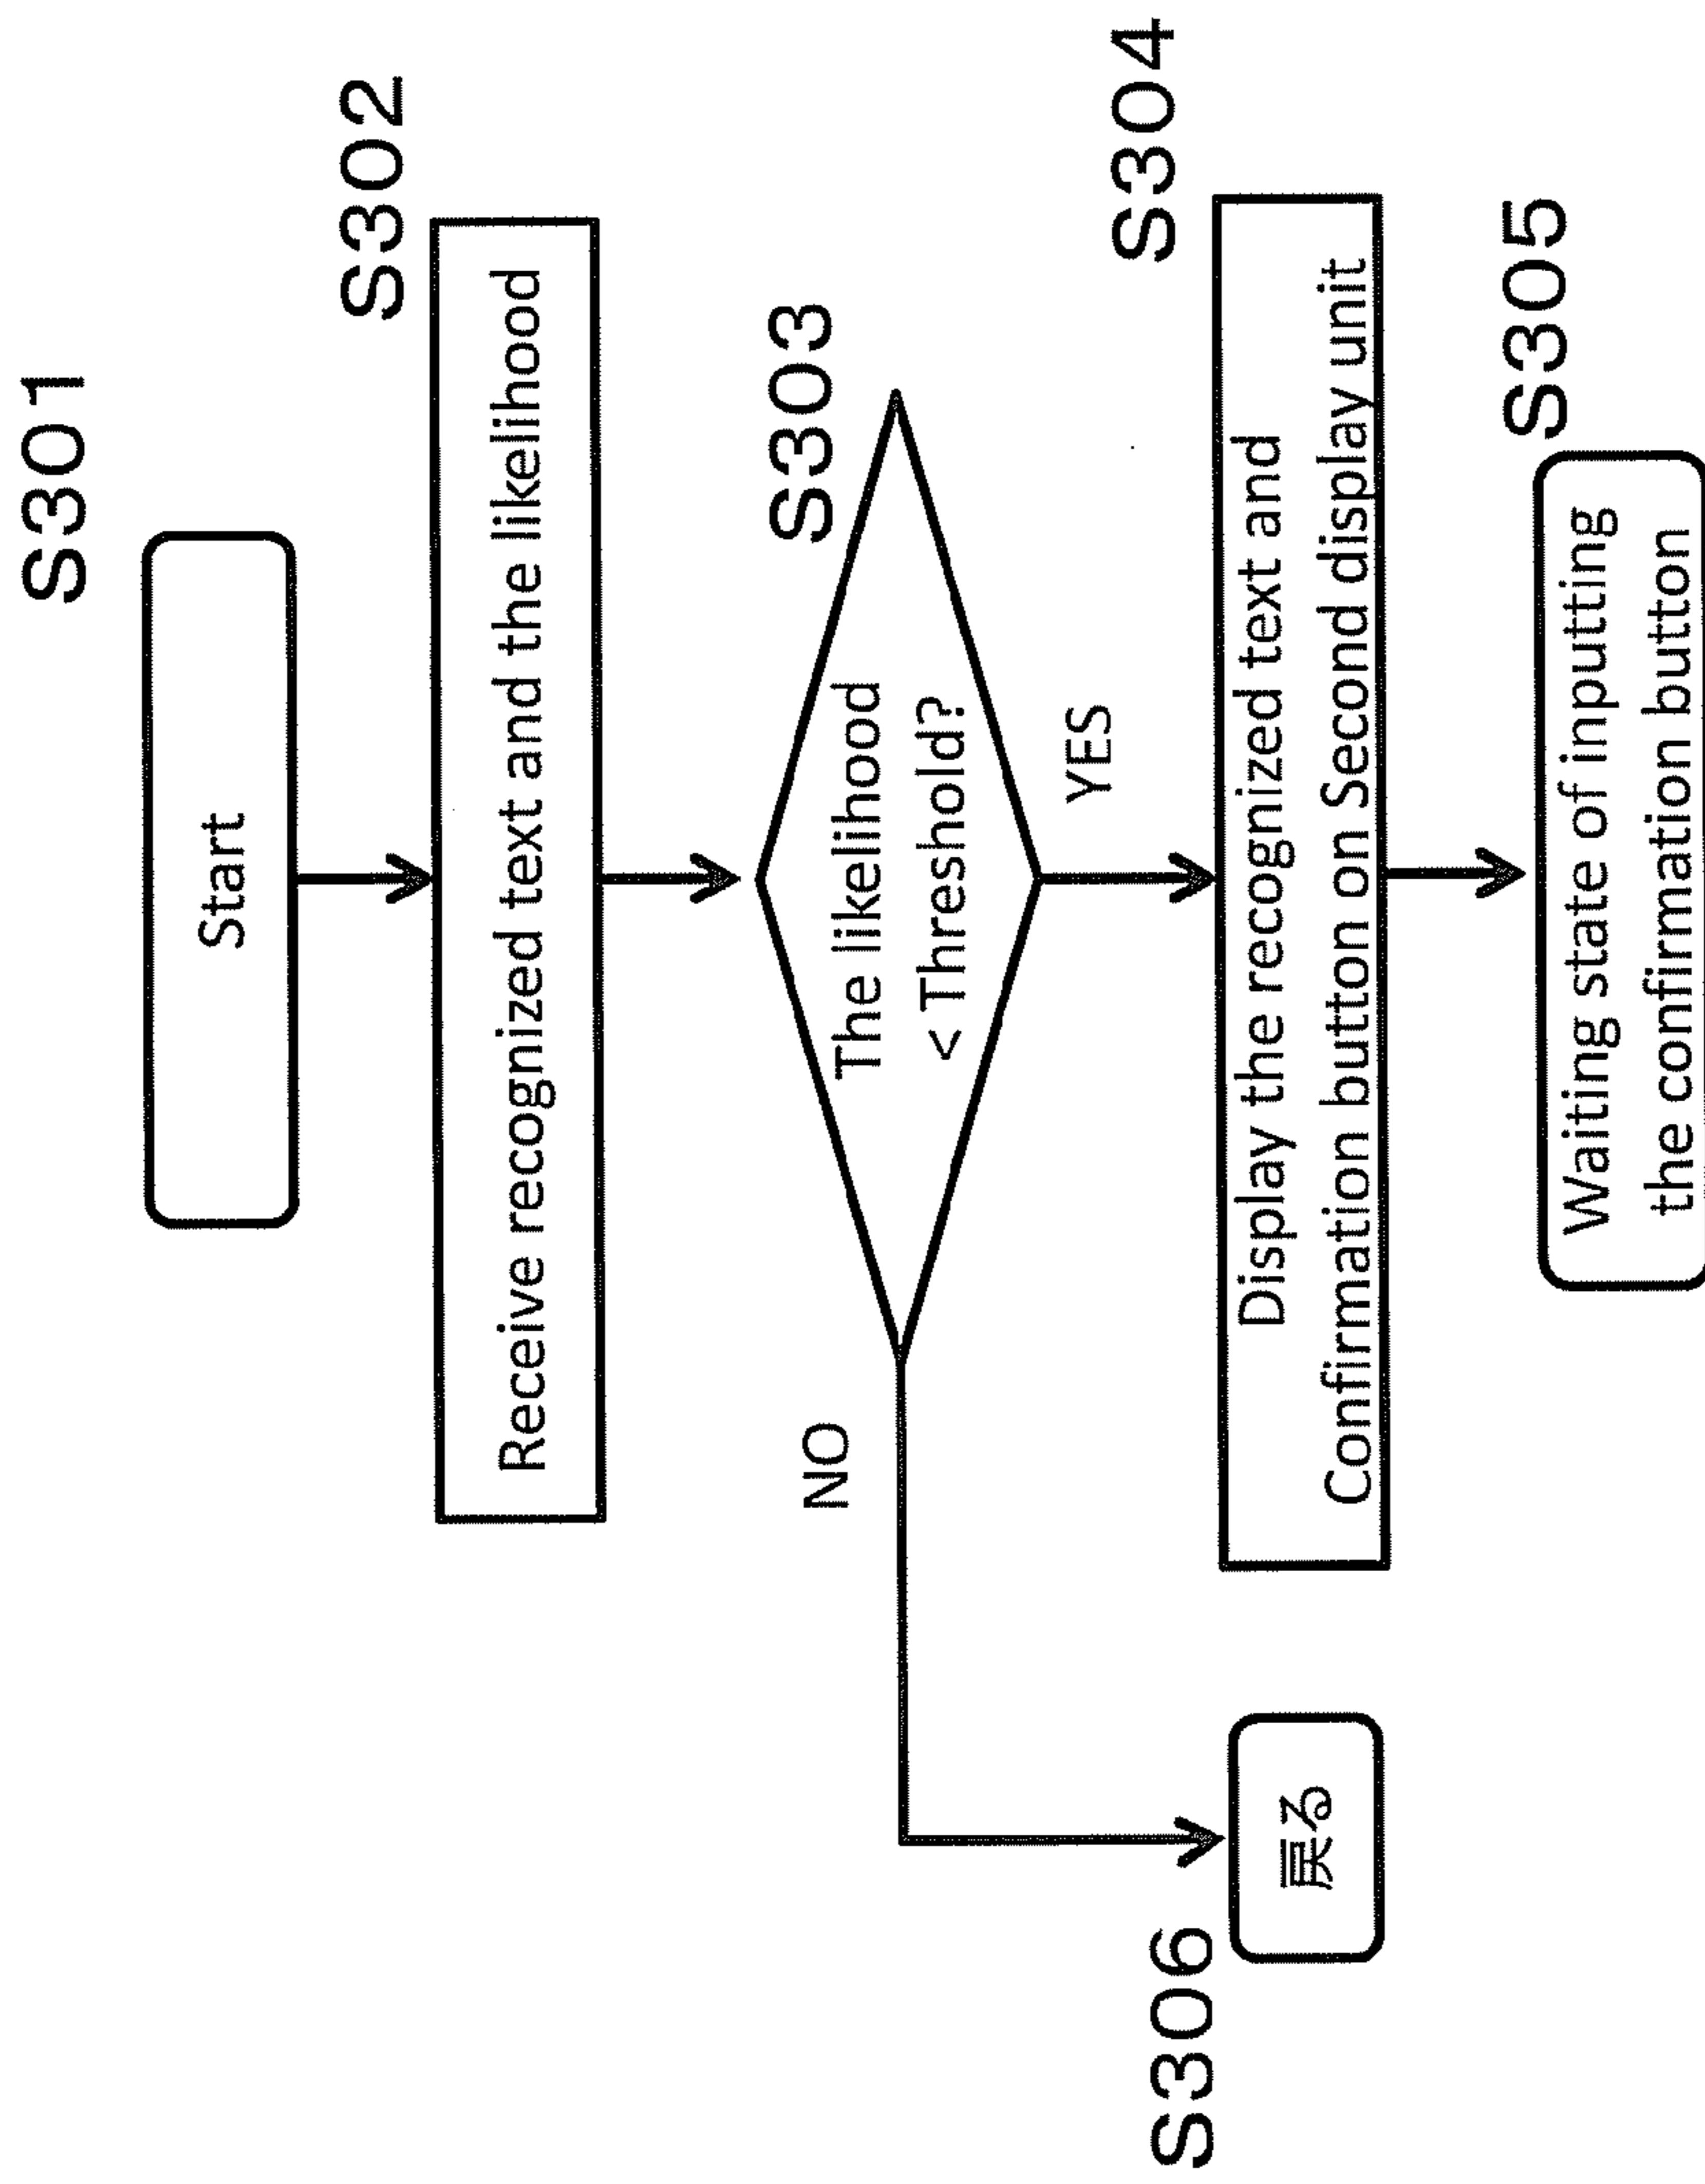 S301
Start
S302
Receive recognized text and the likelihood
S303
The likelihood
< Threshold?
NO
YES
S304
Display the recognized text and
Confirmation button on Second display unit
S306
戻る
S305
Waiting state of inputting
the confirmation button